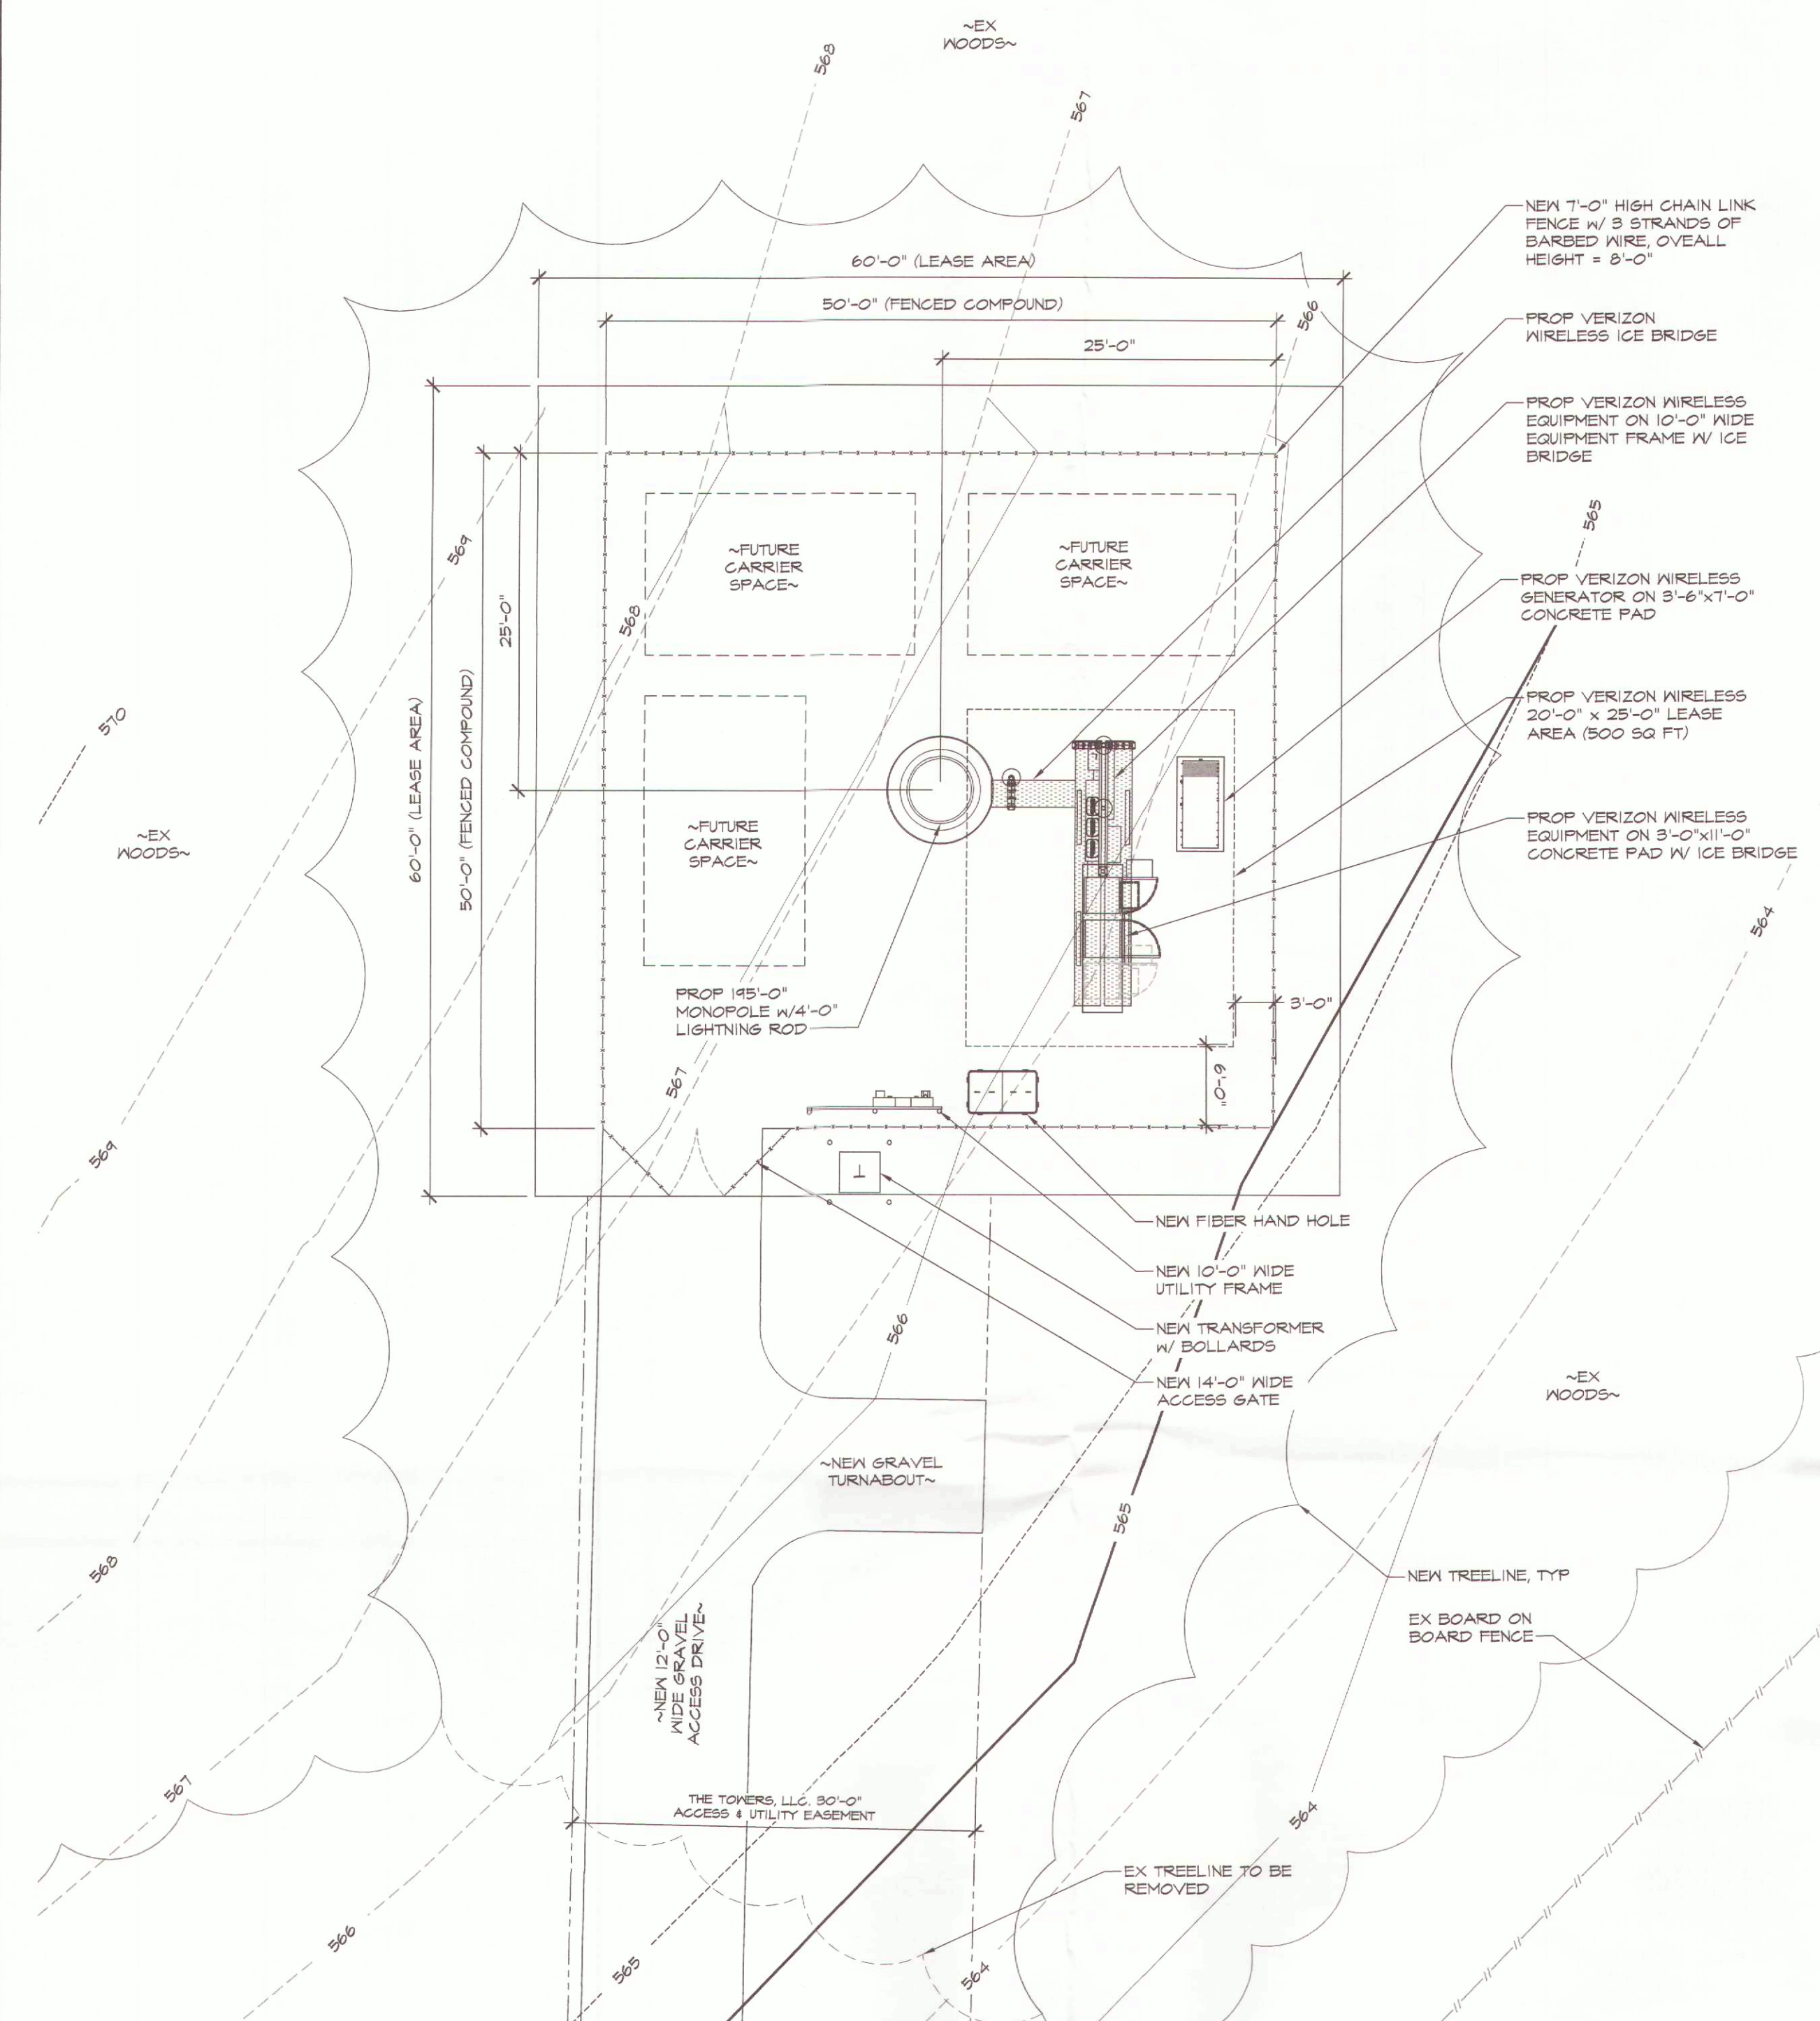 ~EX
WOODS~
568
567
NEW 7'-0" HIGH CHAIN LINK
FENCE W/ 3 STRANDS OF
BARBED WIRE, OVEALL
HEIGHT = 8'-0"
60'-0" (LEASE AREA)
50'-0" (FENCED COMPOUND)
566
25'-0"
PROP VERIZON
WIRELESS ICE BRIDGE
PROP VERIZON WIRELESS
EQUIPMENT ON 10'-0" WIDE
EQUIPMENT FRAME W/ ICE
BRIDGE
565
569
~FUTURE
CARRIER
SPACE~
~FUTURE
CARRIER
SPACE~
PROP VERIZON WIRELESS
GENERATOR ON 3'-6"x7'-0"
CONCRETE PAD
25'-0"
568
570
60'-0" (LEASE AREA)
50'-0" (FENCED COMPOUND)
PROP VERIZON WIRELESS
20'-0" x 25'-0" LEASE
AREA (500 SQ FT)
~EX
WOODS~
~FUTURE
CARRIER
SPACE~
PROP VERIZON WIRELESS
EQUIPMENT ON 3'-0"x11'-0"
CONCRETE PAD W/ ICE BRIDGE
564
PROP 195'-0"
MONOPOLE W/4'-0"
LIGHTNING ROD
3'-0"
567
6'-0"
569
T
NEW FIBER HAND HOLE
NEW 10'-0" WIDE
UTILITY FRAME
566
NEW TRANSFORMER
W/ BOLLARDS
NEW 14'-0" WIDE
ACCESS GATE
~EX
WOODS~
~NEW GRAVEL
TURNABOUT~
565
568
NEW TREELINE, TYP
EX BOARD ON
BOARD FENCE
~NEW 12'-0"
WIDE GRAVEL
ACCESS DRIVE~
567
THE TOWERS, LLC. 30'-0"
ACCESS & UTILITY EASEMENT
564
EX TREELINE TO BE
REMOVED
566
565
564